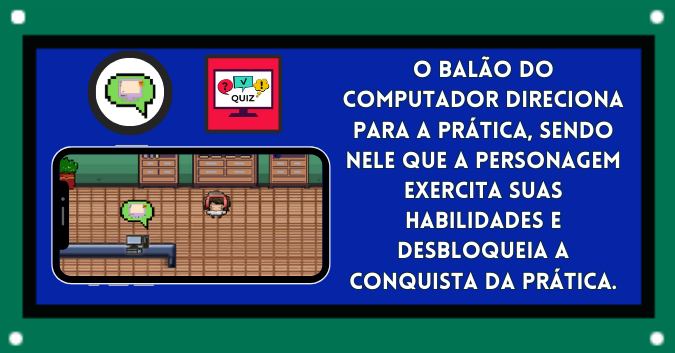 QUIZ
O BALÃO DO
COMPUTADOR DIRECIONA
PARA A PRÁTICA, SENDO
NELE QUE A PERSONAGEM
EXERCITA SUAS
HABILIDADES E
DESBLOQUEIA A
CONQUISTA DA PRÁTICA.